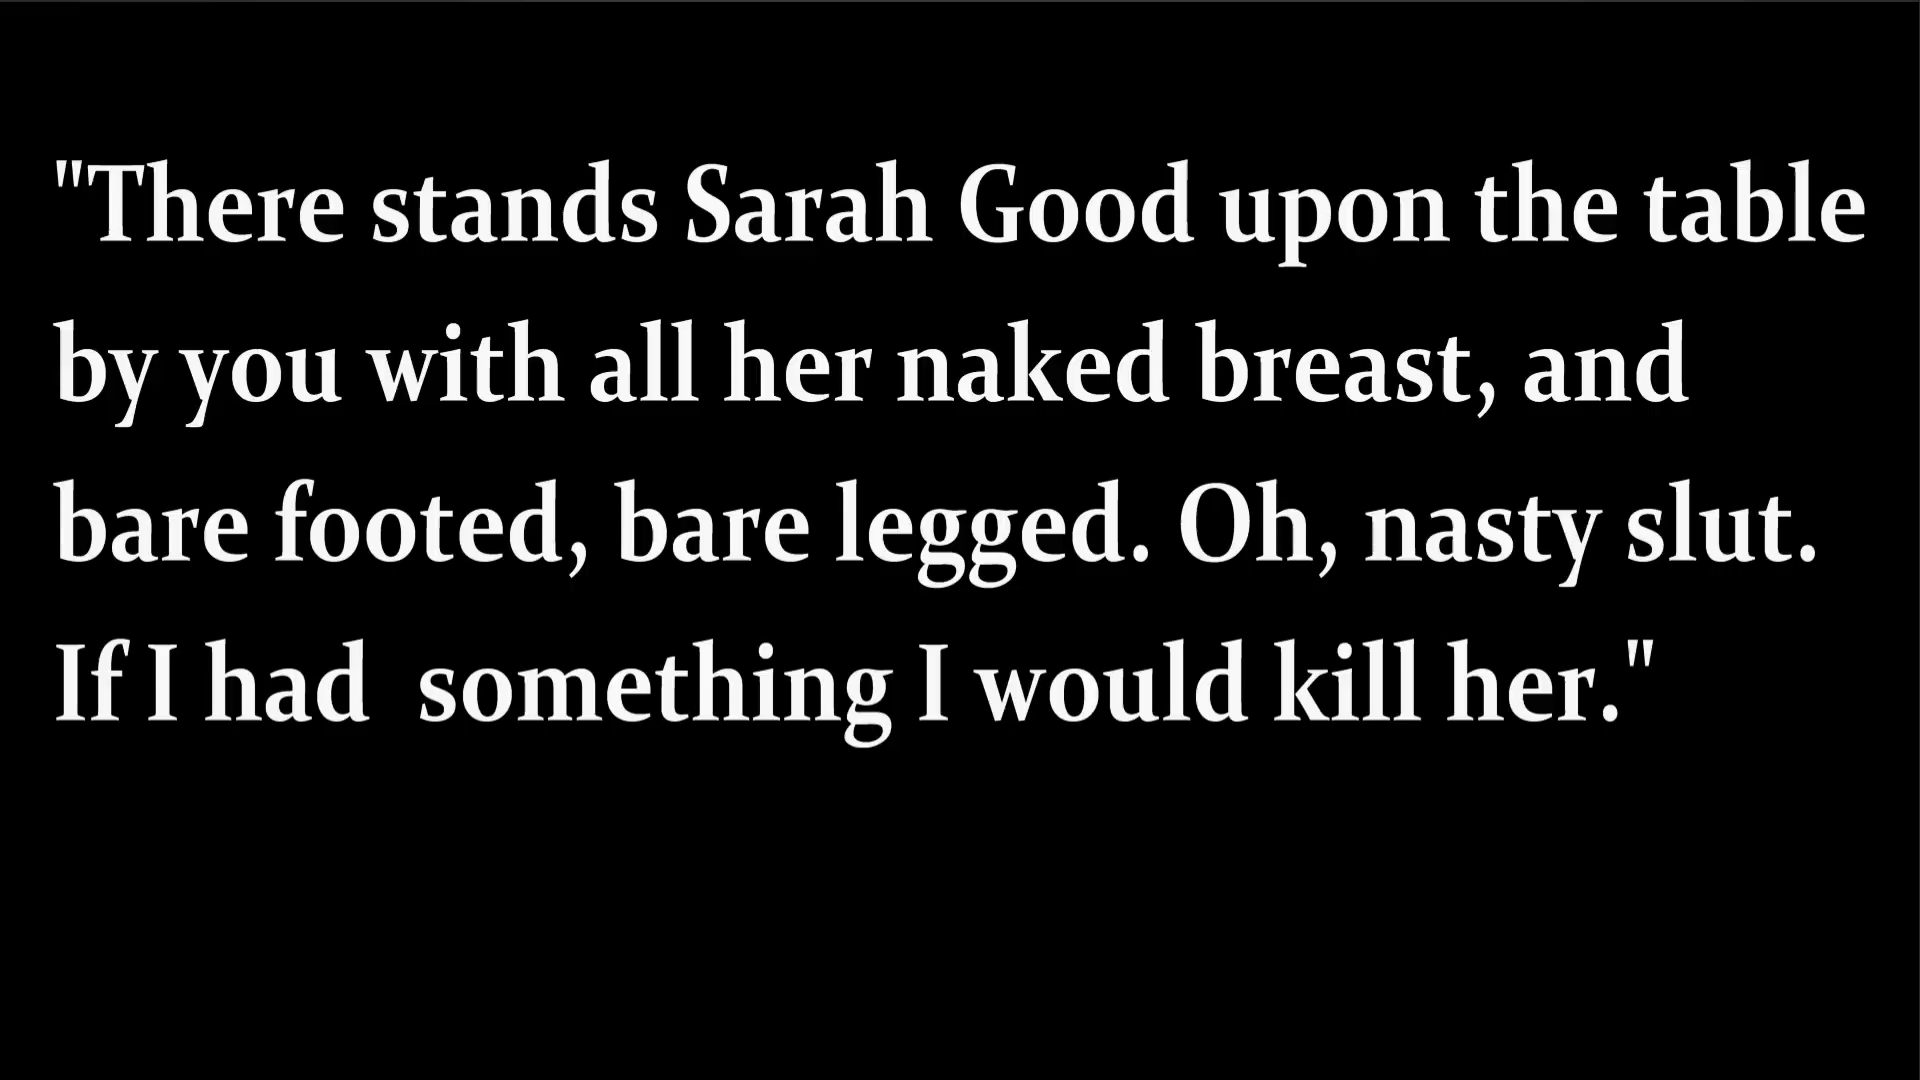 "There stands Sarah Good upon the table
by you with all her naked breast, and
bare footed, bare legged. Oh, nasty slut.
If I had  something I would kill her."